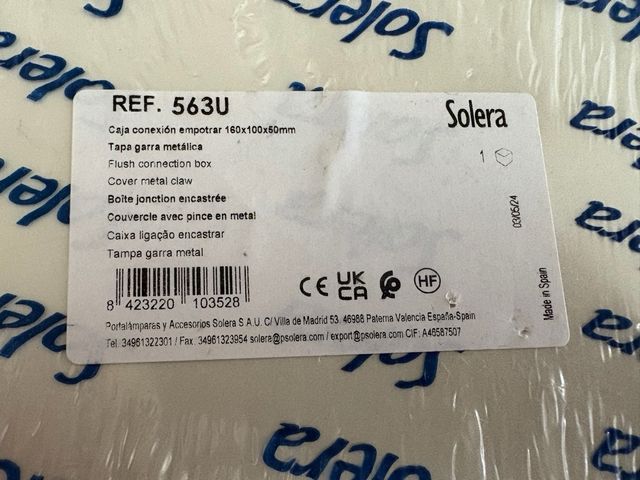 Solera
Solera
Solera
REF. 563U
Solera
Caja conexión empotrar 160x100x50mm
Tapa garra metálica
Flush connection box
Cover metal claw
Boîte jonction encastrée
Couvercle avec pince en metal
Caixa ligação encastrar
Tampa garra metal
1
03/05/24
Made in Spain
8 423220 103528
CE UK CA HF
Portalámparas y Accesorios Solera S.A.U. C/ Villa de Madrid 53. 46988 Paterna Valencia España-Spain
Tel. 34961322301 / Fax. 34961323954 solera@psolera.com / export@psolera.com CIF: A46587507
Solera
Solera